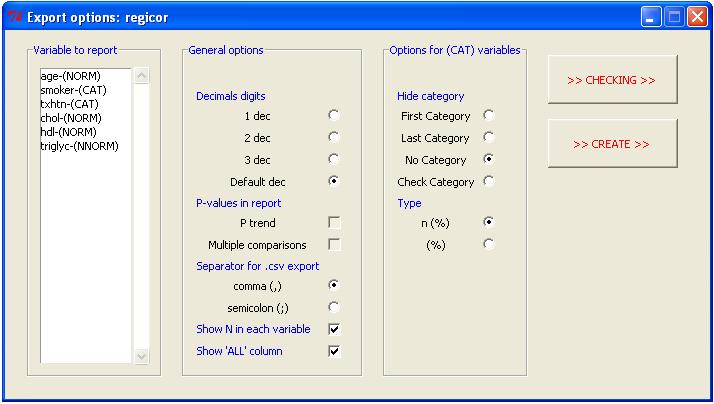 Export options: regicor
Variable to report
age-(NORM)
smoker-(CAT)
txhtn-(CAT)
chol-(NORM)
hdl-(NORM)
triglyc-(NNORM)
General options
Decimals digits
1 dec
2 dec
3 dec
Default dec
P-values in report
P trend
Multiple comparisons
Separator for .csv export
comma (,)
semicolon (;)
Show N in each variable
Show 'ALL' column
Options for (CAT) variables
Hide category
First Category
Last Category
No Category
Check Category
Type
n (%)
(%)
>> CHECKING >>
>> CREATE >>